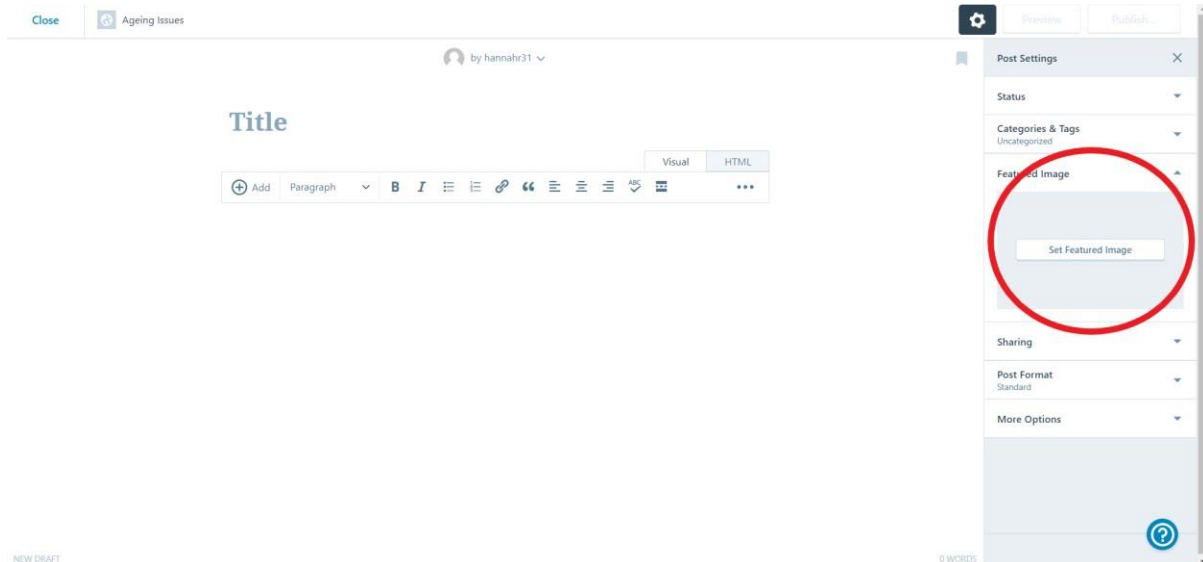 Close
Ageing Issues
Preview
Publish...
by hannahr31
Title
Visual
HTML
Add
Paragraph
B
I
ABC
Post Settings
Status
Categories & Tags
Uncategorized
Featured Image
Set Featured Image
Sharing
Post Format
Standard
More Options
NEW DRAFT
0 WORDS